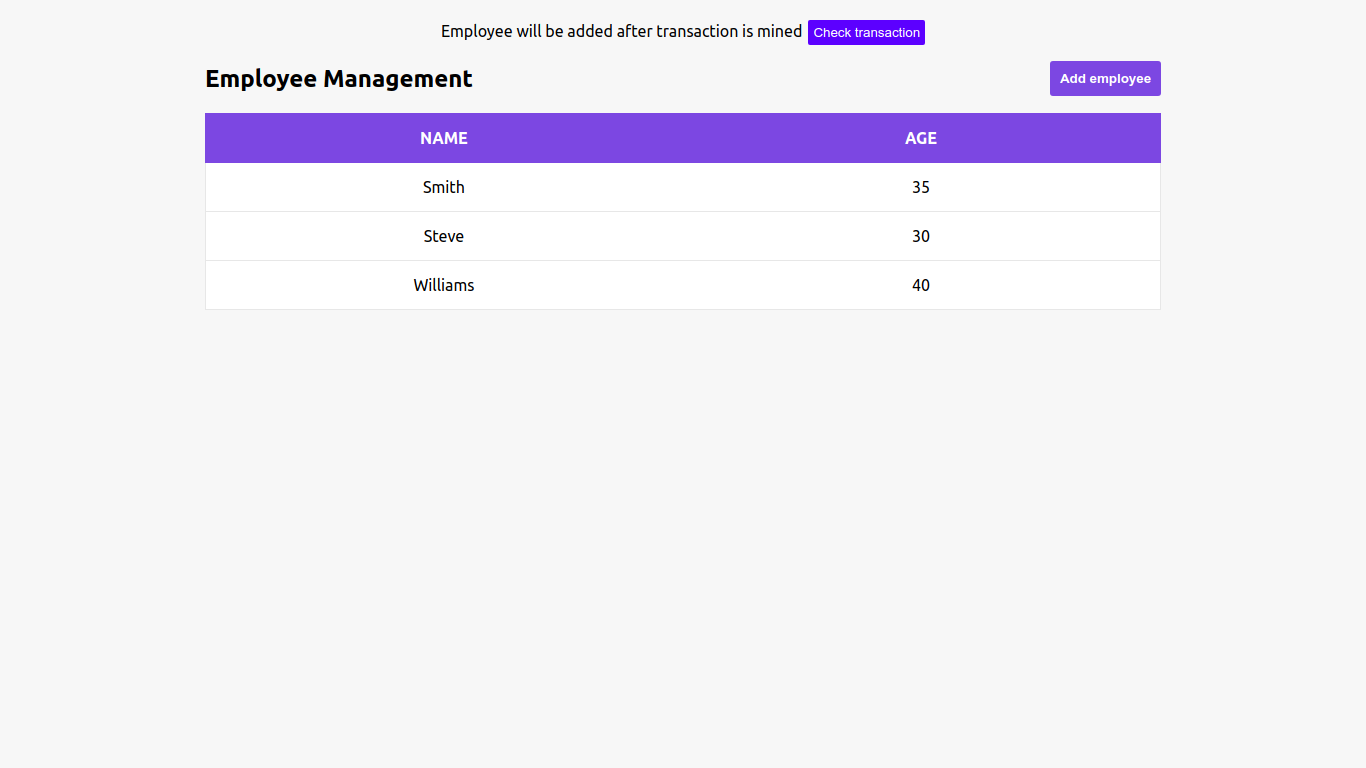 Employee will be added after transaction is mined Check transaction
Employee Management Add employee
NAME AGE
Smith 35
Steve 30
Williams 40